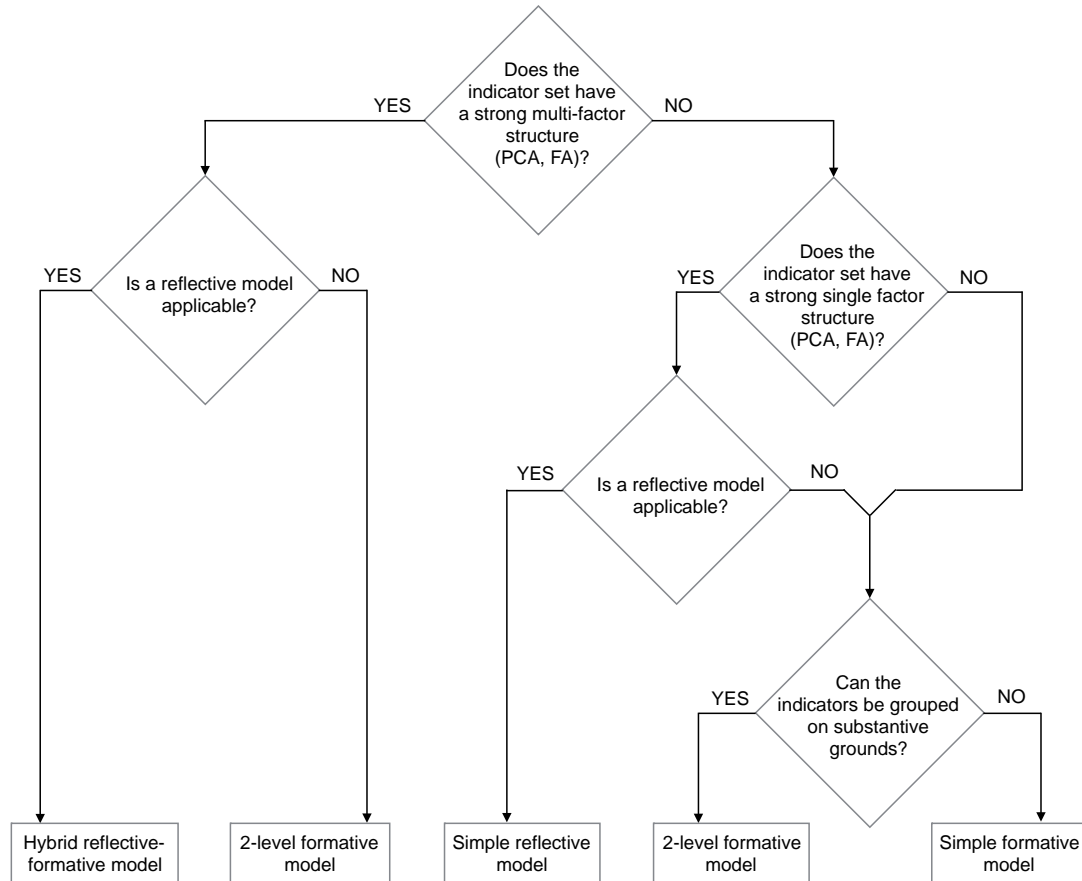 Does the
indicator set have
a strong multi-factor
structure
(PCA, FA)?
YES
NO
Is a reflective model
applicable?
YES
NO
Does the
indicator set have
a strong single factor
structure
(PCA, FA)?
YES
NO
Is a reflective model
applicable?
YES
NO
Can the
indicators be grouped
on substantive
grounds?
YES
NO
Hybrid reflective-
formative model
2-level formative
model
Simple reflective
model
2-level formative
model
Simple formative
model